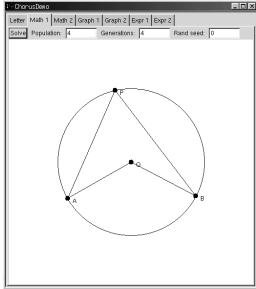 ChorusDemo
Letter Math 1 Math 2 Graph 1 Graph 2 Expr 1 Expr 2
Solve Population: 4 Generations: 4 Rand seed: 0
P
O
A
B